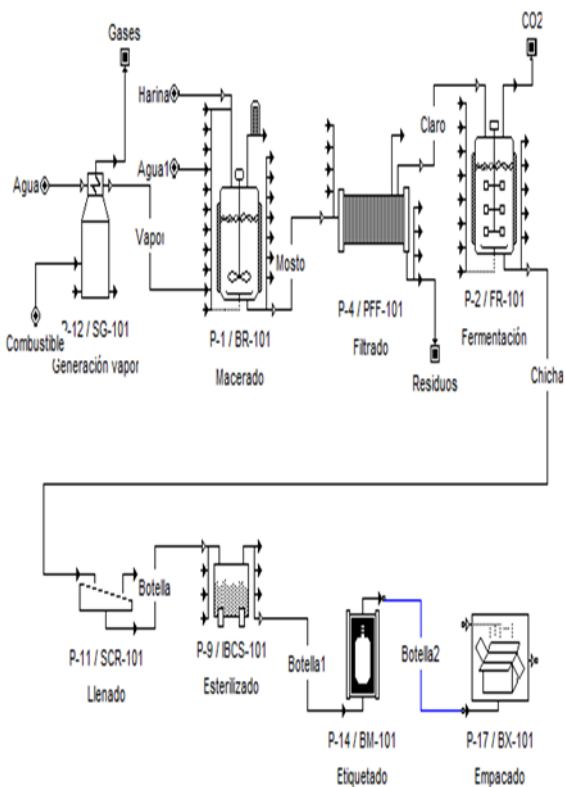 Gases
CO2
Harina
Claro
Agua1
Agua
Vapor
Mosto
P-12 / SG-101
Combustible
Generación vapor
P-1 / BR-101
Macerado
P-4 / PFF-101
Filtrado
P-2 / FR-101
Fermentación
Residuos
Chicha
Botella
P-11 / SCR-101
Llenado
P-9 / IBCS-101
Esterilizado
Botella1
Botella2
P-14 / BM-101
Etiquetado
P-17 / BX-101
Empacado